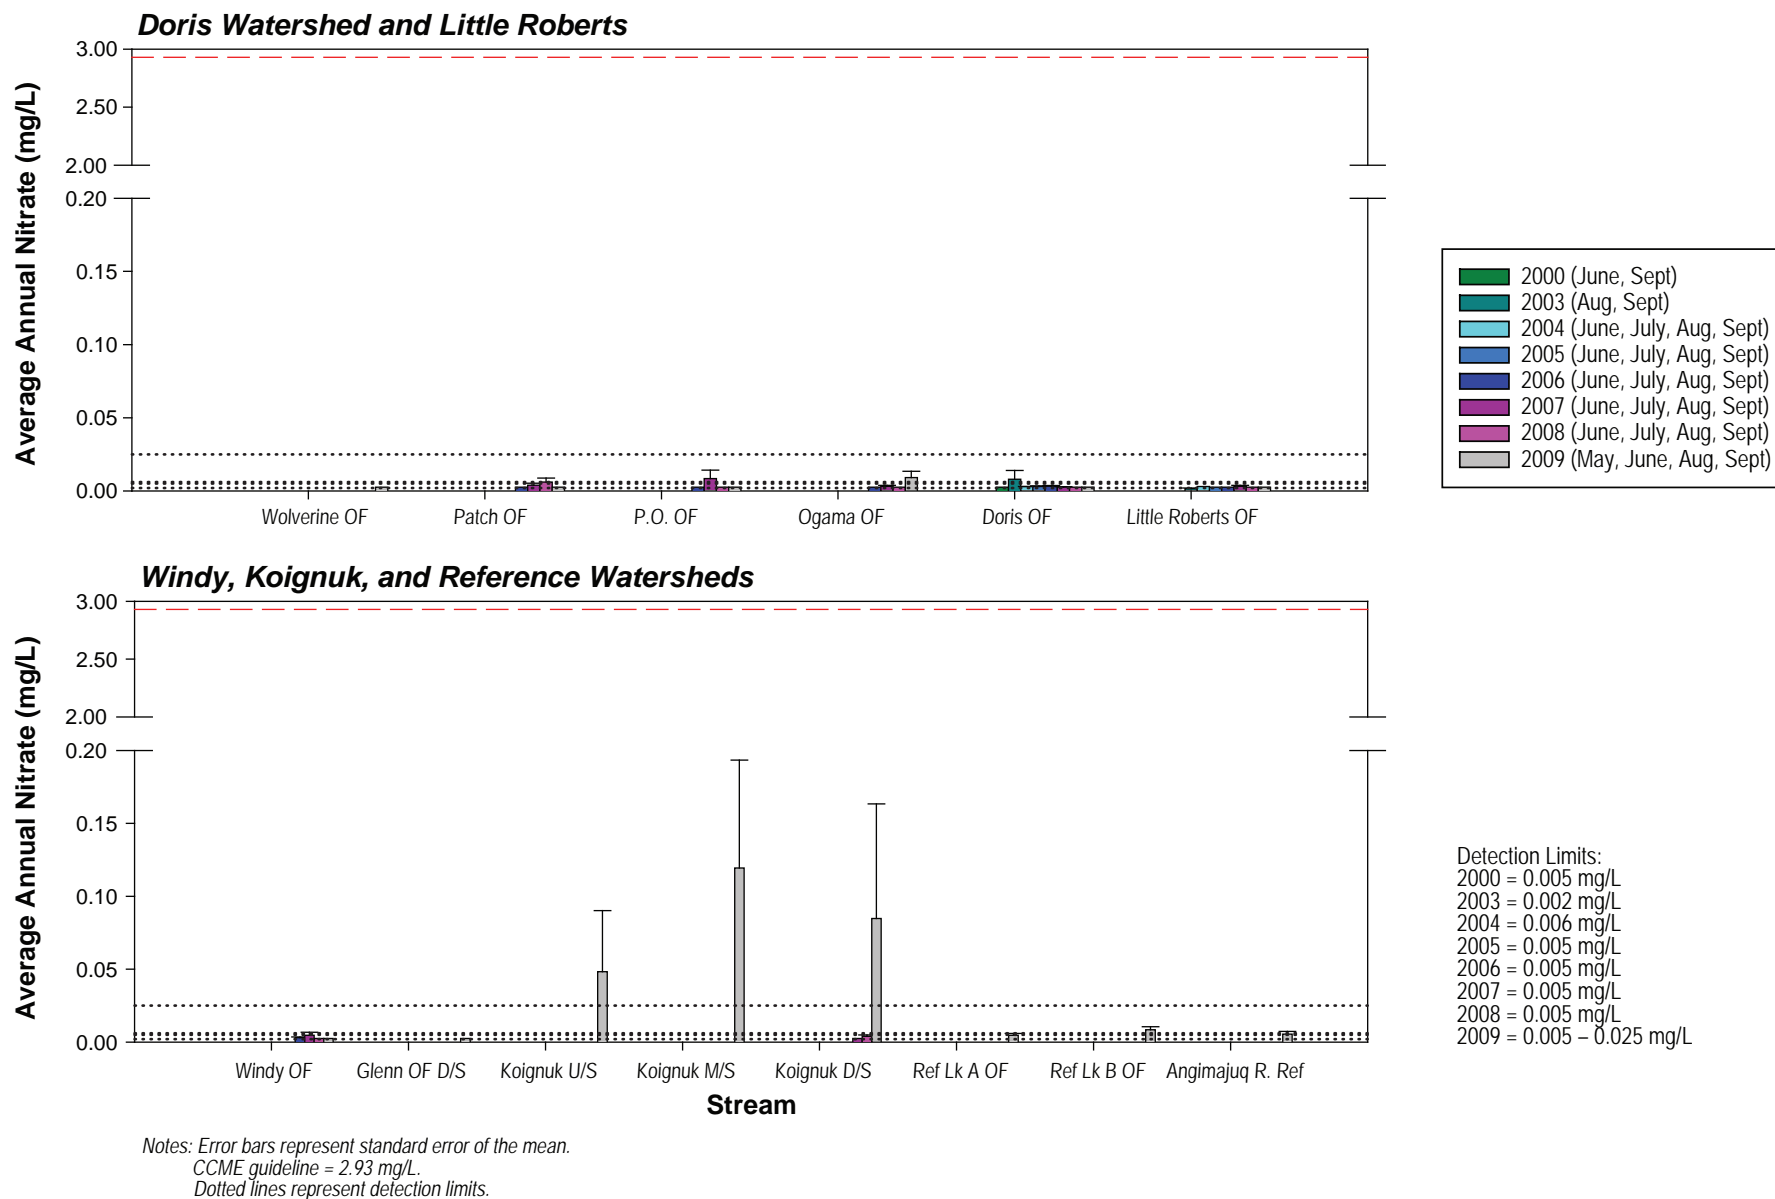 Doris Watershed and Little Roberts
Average Annual Nitrate (mg/L)
3.00
2.50
2.00
0.20
0.15
0.10
0.05
0.00
Wolverine OF
Patch OF
P.O. OF
Ogama OF
Doris OF
Little Roberts OF
2000 (June, Sept)
2003 (Aug, Sept)
2004 (June, July, Aug, Sept)
2005 (June, July, Aug, Sept)
2006 (June, July, Aug, Sept)
2007 (June, July, Aug, Sept)
2008 (June, July, Aug, Sept)
2009 (May, June, Aug, Sept)
Windy, Koignuk, and Reference Watersheds
Average Annual Nitrate (mg/L)
3.00
2.50
2.00
0.20
0.15
0.10
0.05
0.00
Windy OF
Glenn OF D/S
Koignuk U/S
Koignuk M/S
Koignuk D/S
Ref Lk A OF
Ref Lk B OF
Angimajuq R. Ref
Stream
Detection Limits:
2000 = 0.005 mg/L
2003 = 0.002 mg/L
2004 = 0.006 mg/L
2005 = 0.005 mg/L
2006 = 0.005 mg/L
2007 = 0.005 mg/L
2008 = 0.005 mg/L
2009 = 0.005 – 0.025 mg/L
Notes: Error bars represent standard error of the mean.
CCME guideline = 2.93 mg/L.
Dotted lines represent detection limits.